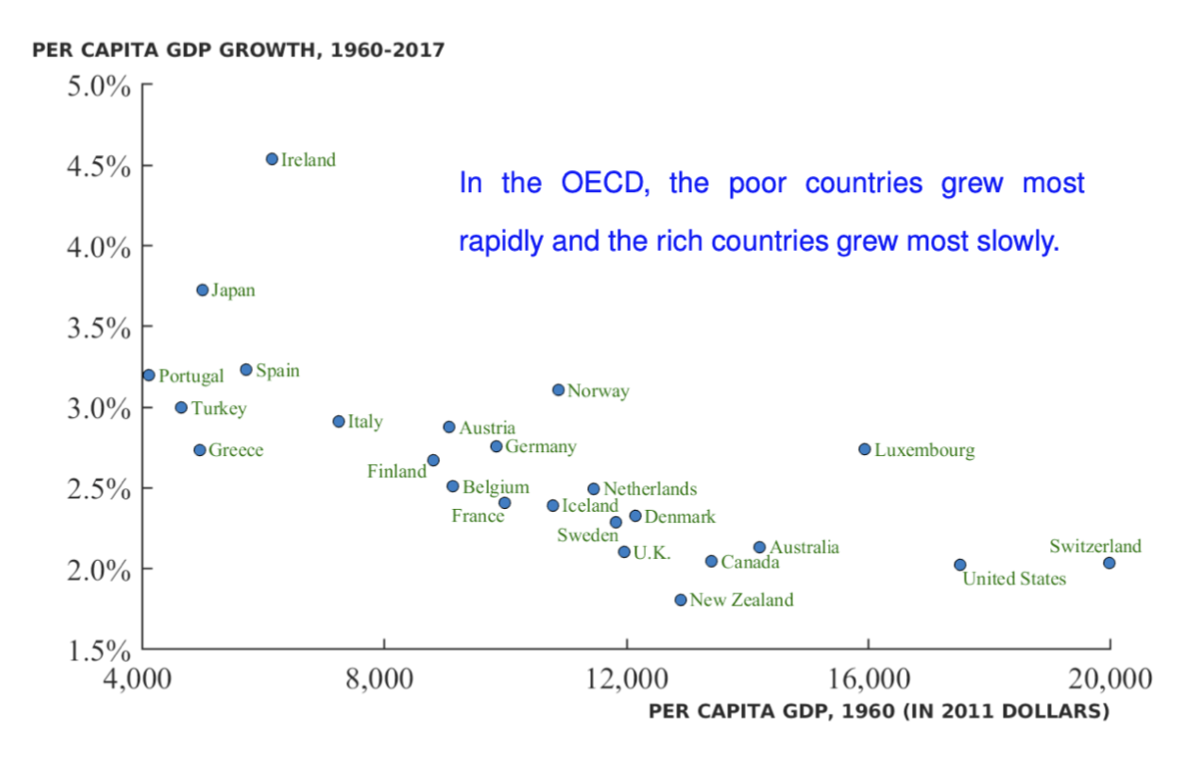 PER CAPITA GDP GROWTH, 1960-2017
5.0%
4.5%
Ireland
In the OECD, the poor countries grew most
rapidly and the rich countries grew most slowly.
4.0%
Japan
3.5%
Portugal
Spain
Norway
3.0%
Turkey
Italy
Austria
Germany
Greece
Luxembourg
Finland
2.5%
Belgium
Netherlands
France
Iceland
Denmark
Sweden
U.K.
Australia
Switzerland
2.0%
Canada
United States
New Zealand
1.5%
4,000
8,000
12,000
16,000
20,000
PER CAPITA GDP, 1960 (IN 2011 DOLLARS)